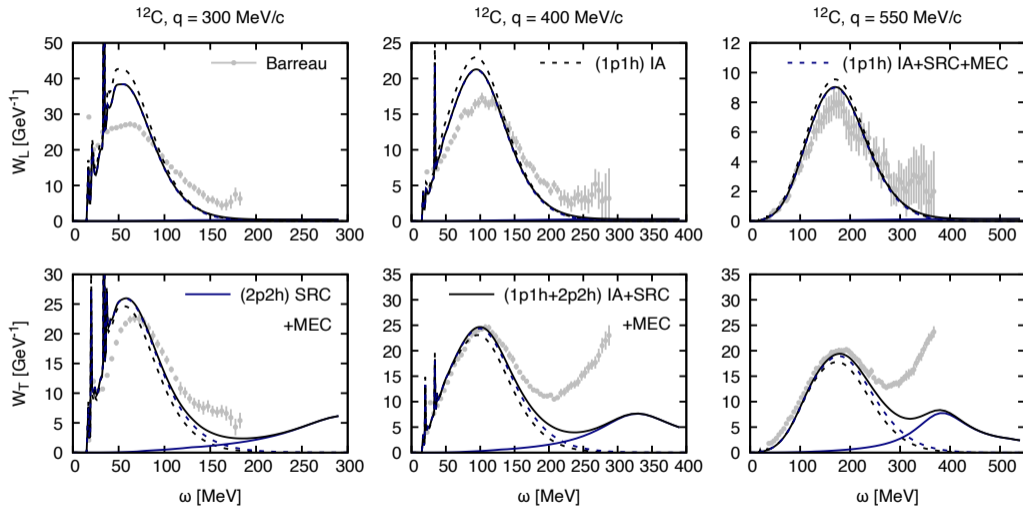 ¹²C, q = 300 MeV/c
¹²C, q = 400 MeV/c
¹²C, q = 550 MeV/c
W_L [GeV⁻¹]
50
40
30
20
10
0
Barreau
0 50 100 150 200 250 300
25
20
15
10
5
0
(1p1h) IA
0 50 100 150 200 250 300 350 400
12
10
8
6
4
2
0
(1p1h) IA+SRC+MEC
0 100 200 300 400 500
W_T [GeV⁻¹]
30
25
20
15
10
5
0
(2p2h) SRC
+MEC
0 50 100 150 200 250 300
ω [MeV]
35
30
25
20
15
10
5
0
(1p1h+2p2h) IA+SRC
+MEC
0 50 100 150 200 250 300 350 400
ω [MeV]
35
30
25
20
15
10
5
0
0 100 200 300 400 500
ω [MeV]